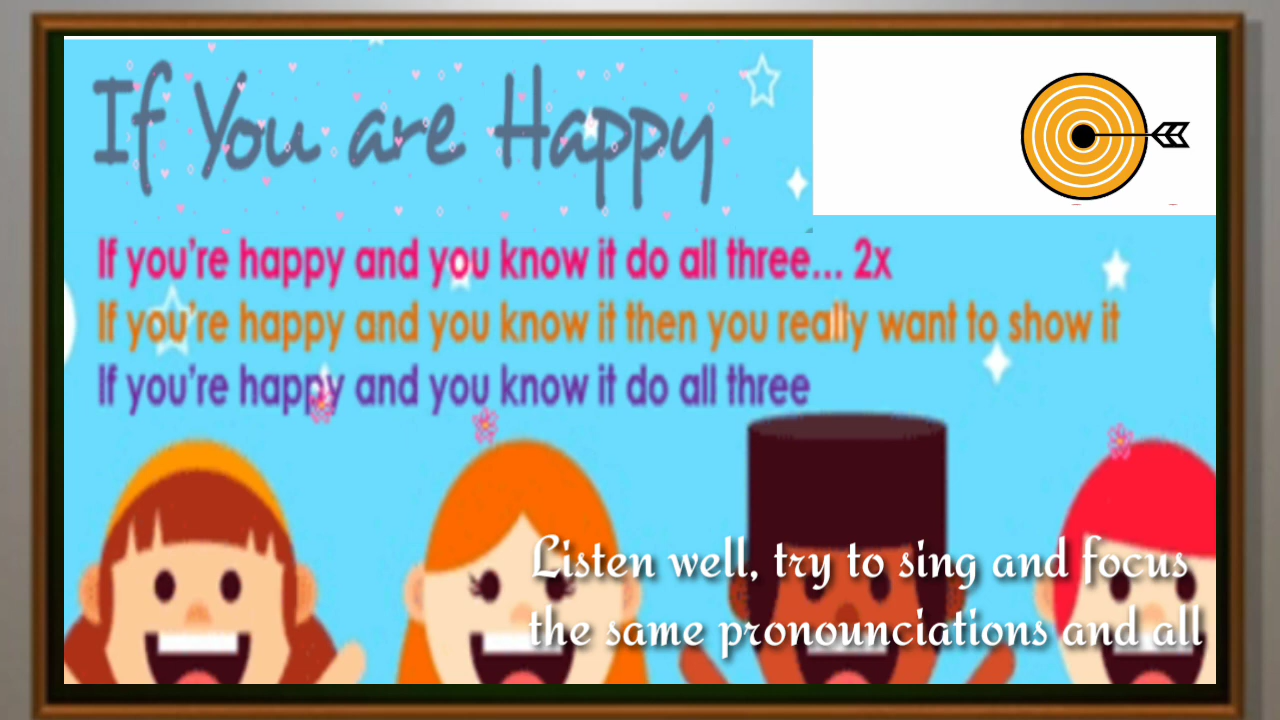 If You are Happy
If you're happy and you know it do all three... 2x
If you're happy and you know it then you really want to show it
If you're happy and you know it do all three
Listen well, try to sing and focus
the same pronounciations and all